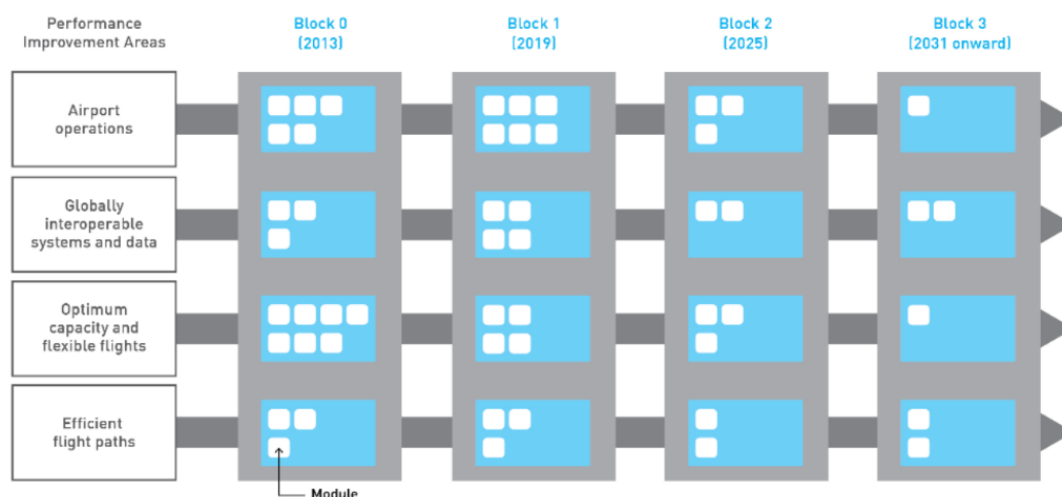 Performance
Improvement Areas
Block 0
(2013)
Block 1
(2019)
Block 2
(2025)
Block 3
(2031 onward)
Airport
operations
Globally
interoperable
systems and data
Optimum
capacity and
flexible flights
Efficient
flight paths
Module